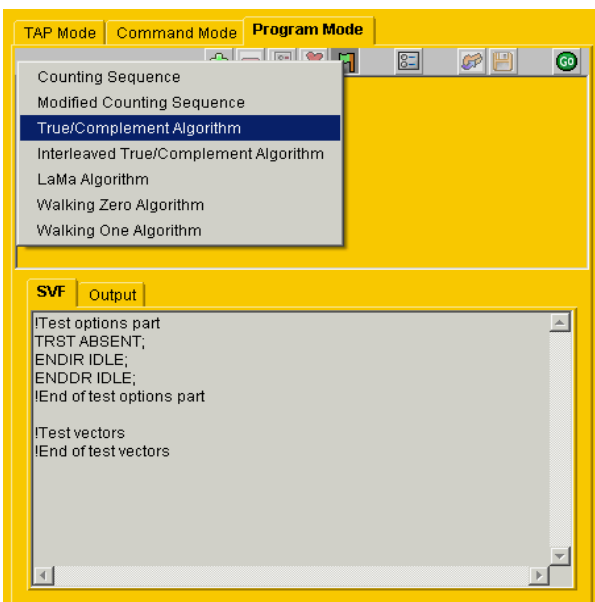 TAP Mode
Command Mode
Program Mode
GO
Counting Sequence
Modified Counting Sequence
True/Complement Algorithm
Interleaved True/Complement Algorithm
LaMa Algorithm
Walking Zero Algorithm
Walking One Algorithm
SVF
Output
!Test options part
TRST ABSENT;
ENDIR IDLE;
ENDDR IDLE;
!End of test options part
!Test vectors
!End of test vectors